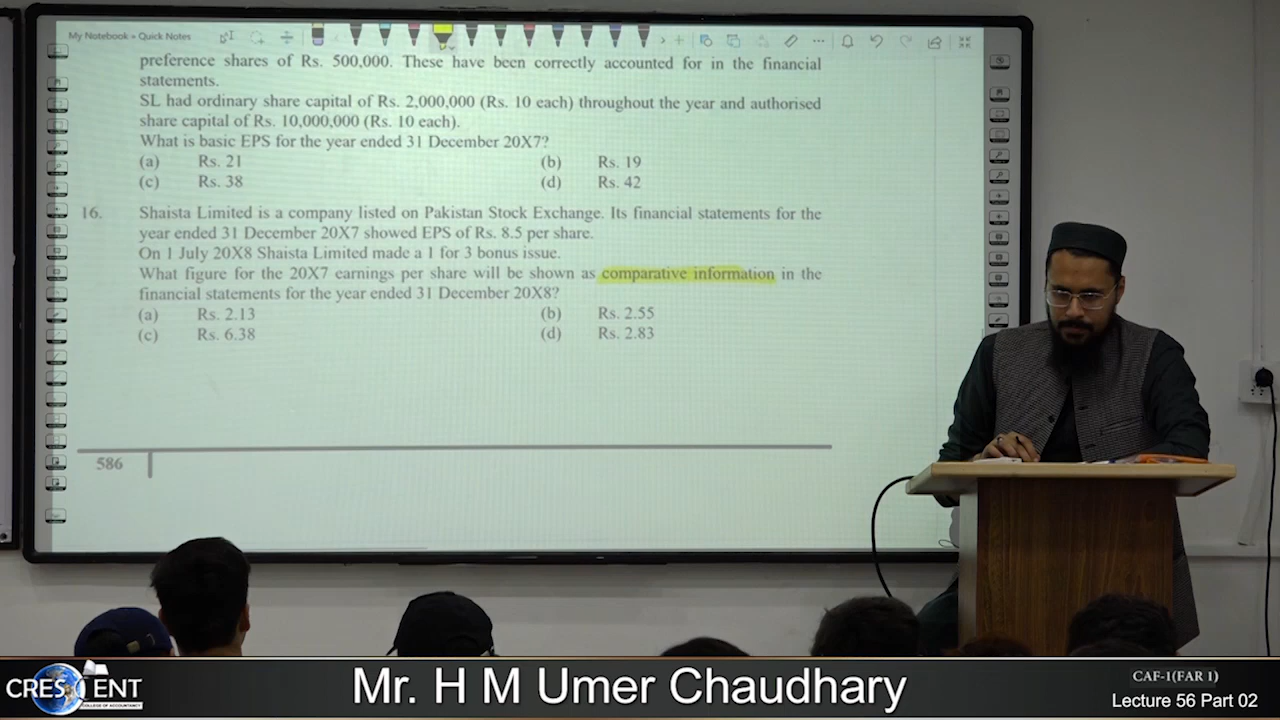 My Notebook » Quick Notes
preference shares of Rs. 500,000. These have been correctly accounted for in the financial
statements.
SL had ordinary share capital of Rs. 2,000,000 (Rs. 10 each) throughout the year and authorised
share capital of Rs. 10,000,000 (Rs. 10 each).
What is basic EPS for the year ended 31 December 20X7?
(a) Rs. 21 (b) Rs. 19
(c) Rs. 38 (d) Rs. 42
16. Shaista Limited is a company listed on Pakistan Stock Exchange. Its financial statements for the
year ended 31 December 20X7 showed EPS of Rs. 8.5 per share.
On 1 July 20X8 Shaista Limited made a 1 for 3 bonus issue.
What figure for the 20X7 earnings per share will be shown as comparative information in the
financial statements for the year ended 31 December 20X8?
(a) Rs. 2.13 (b) Rs. 2.55
(c) Rs. 6.38 (d) Rs. 2.83
586
CRESCENT
COLLEGE OF ACCOUNTANCY
Mr. H M Umer Chaudhary
CAF-1(FAR 1)
Lecture 56 Part 02